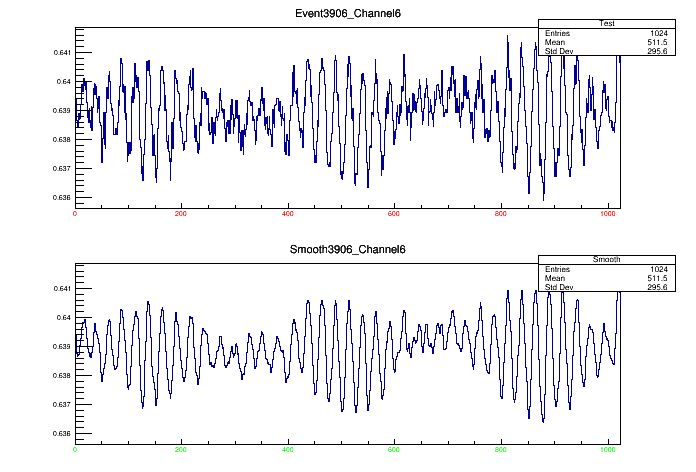 Event3906_Channel6
Test
Entries 1024
Mean 511.5
Std Dev 295.6
0.641
0.64
0.639
0.638
0.637
0.636
0 200 400 600 800 1000
Smooth3906_Channel6
Smooth
Entries 1024
Mean 511.5
Std Dev 295.6
0.641
0.64
0.639
0.638
0.637
0.636
0 200 400 600 800 1000